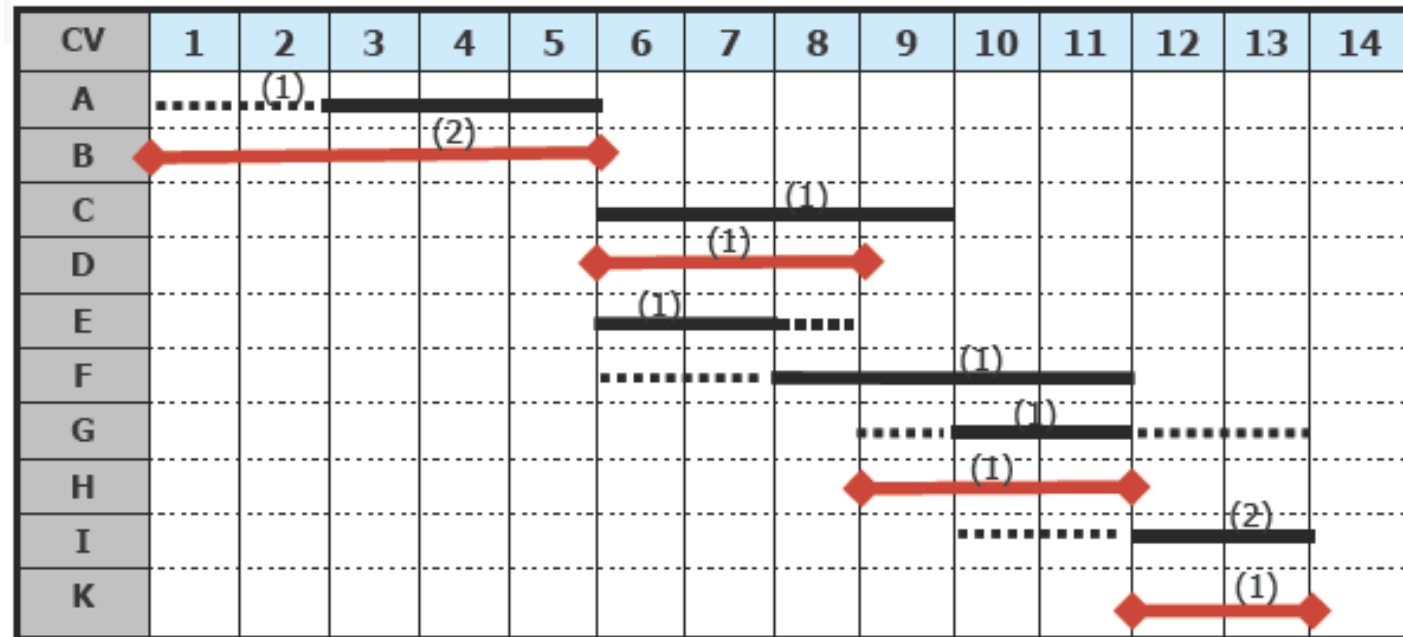 CV 1 2 3 4 5 6 7 8 9 10 11 12 13 14
A (1)
B (2)
C (1)
D (1)
E (1)
F (1)
G (1)
H (1)
I (2)
K (1)